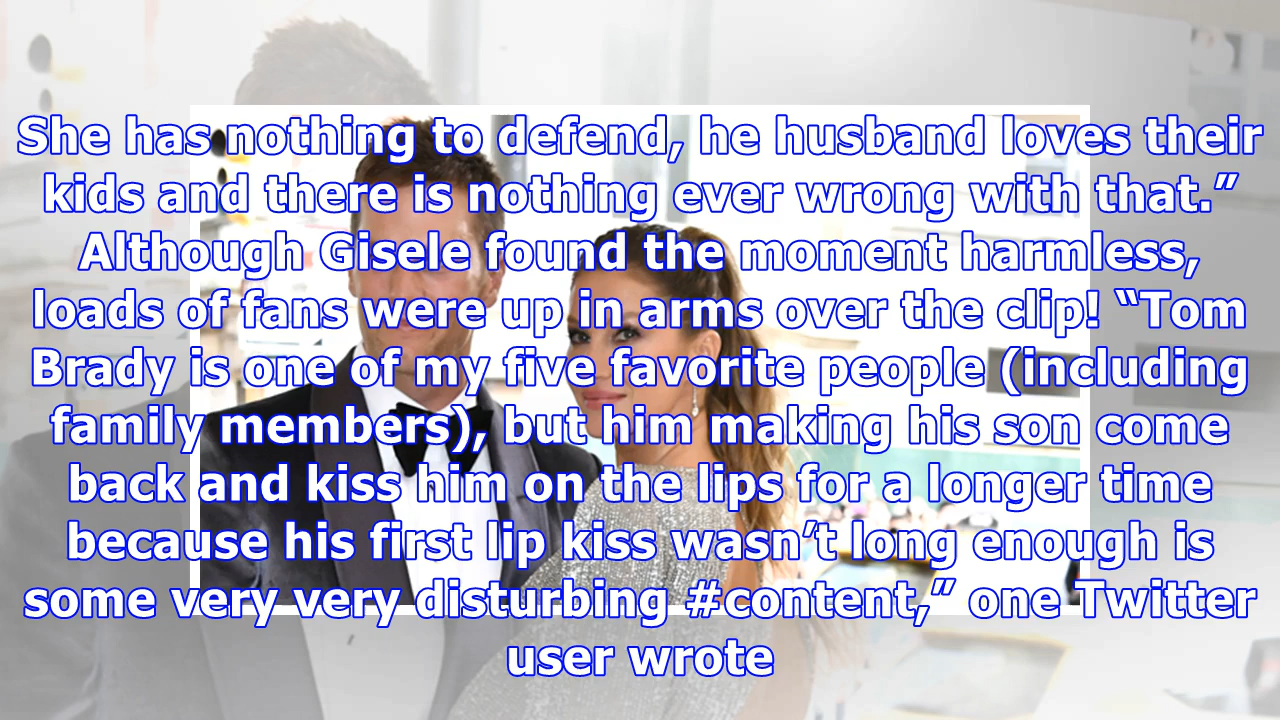 She has nothing to defend, he husband loves their
kids and there is nothing ever wrong with that.”
Although Gisele found the moment harmless,
loads of fans were up in arms over the clip! “Tom
Brady is one of my five favorite people (including
family members), but him making his son come
back and kiss him on the lips for a longer time
because his first lip kiss wasn’t long enough is
some very very disturbing #content,” one Twitter
user wrote